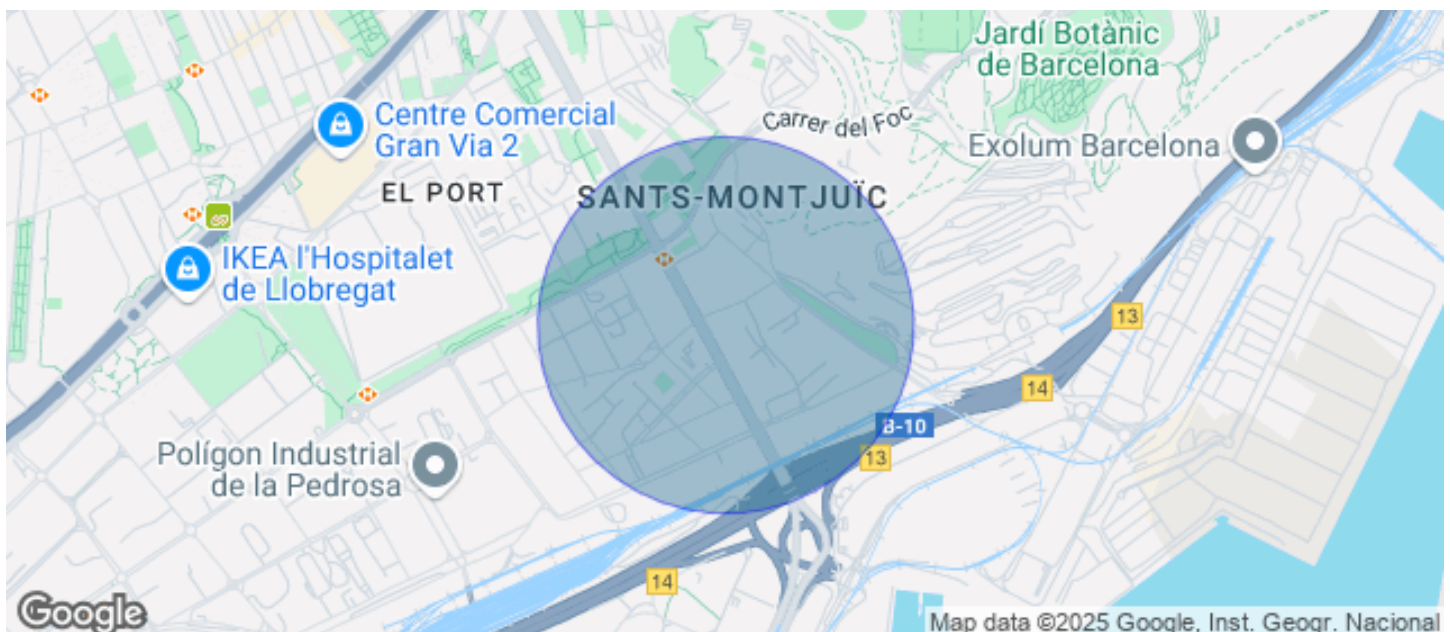 Jardí Botànic
de Barcelona
Centre Comercial
Gran Via 2
Carrer del Foc
Exolum Barcelona
EL PORT
SANTS-MONTJUÏC
IKEA l'Hospitalet
de Llobregat
13
14
B-10
13
Polígon Industrial
de la Pedrosa
14
Google
Map data ©2025 Google, Inst. Geogr. Nacional